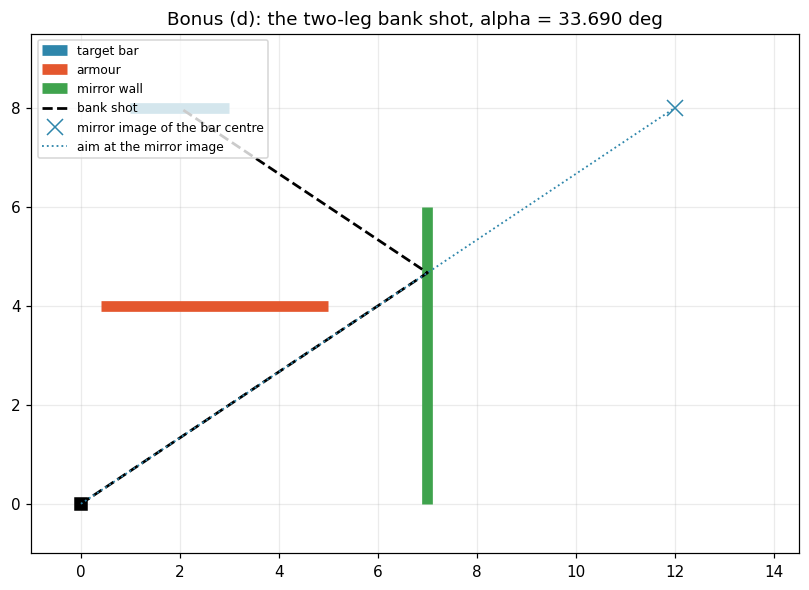 Bonus (d): the two-leg bank shot, alpha = 33.690 deg
target bar
armour
mirror wall
bank shot
mirror image of the bar centre
aim at the mirror image
8
6
4
2
0
0 2 4 6 8 10 12 14